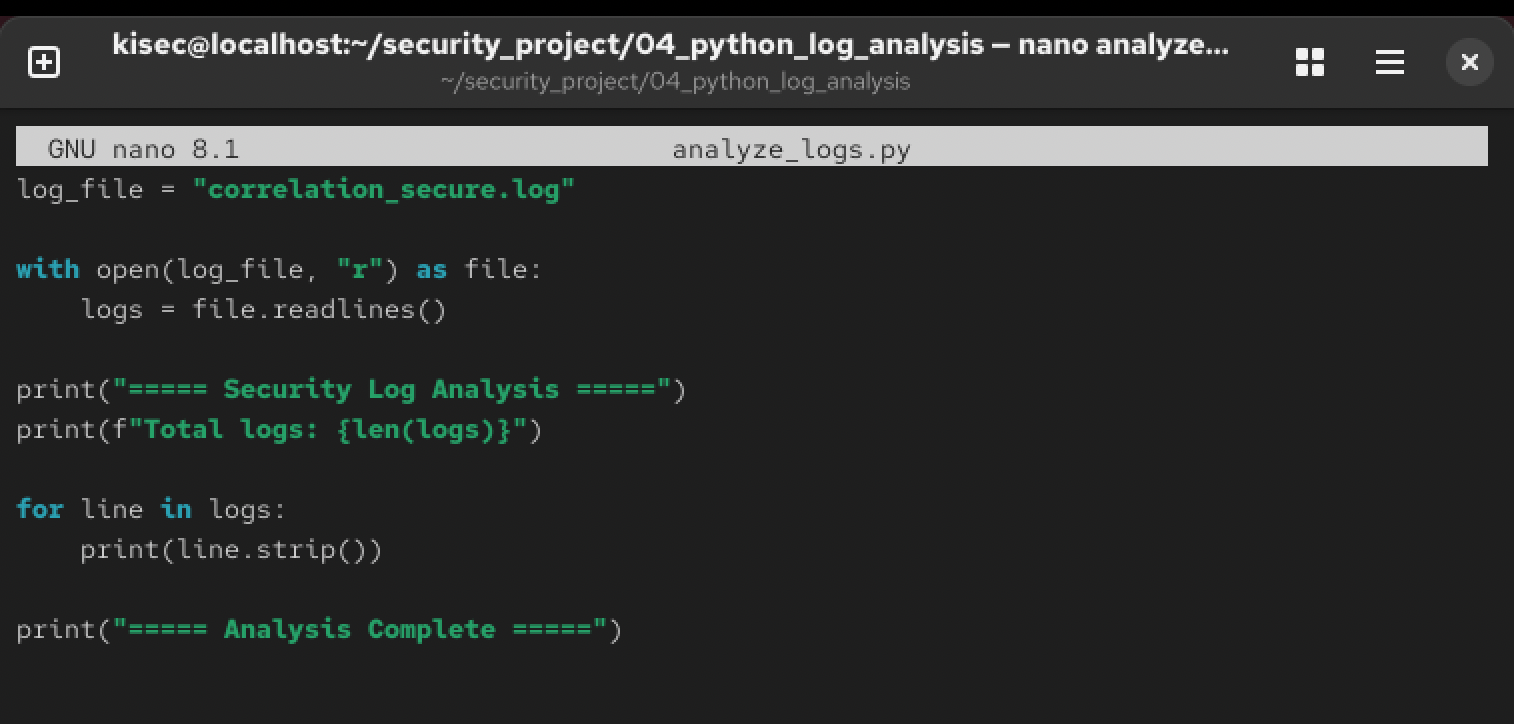 kisec@localhost:~/security_project/04_python_log_analysis — nano analyze...
~/security_project/04_python_log_analysis
GNU nano 8.1 analyze_logs.py
log_file = "correlation_secure.log"
with open(log_file, "r") as file:
    logs = file.readlines()
print("===== Security Log Analysis =====")
print(f"Total logs: {len(logs)}")
for line in logs:
    print(line.strip())
print("===== Analysis Complete =====")